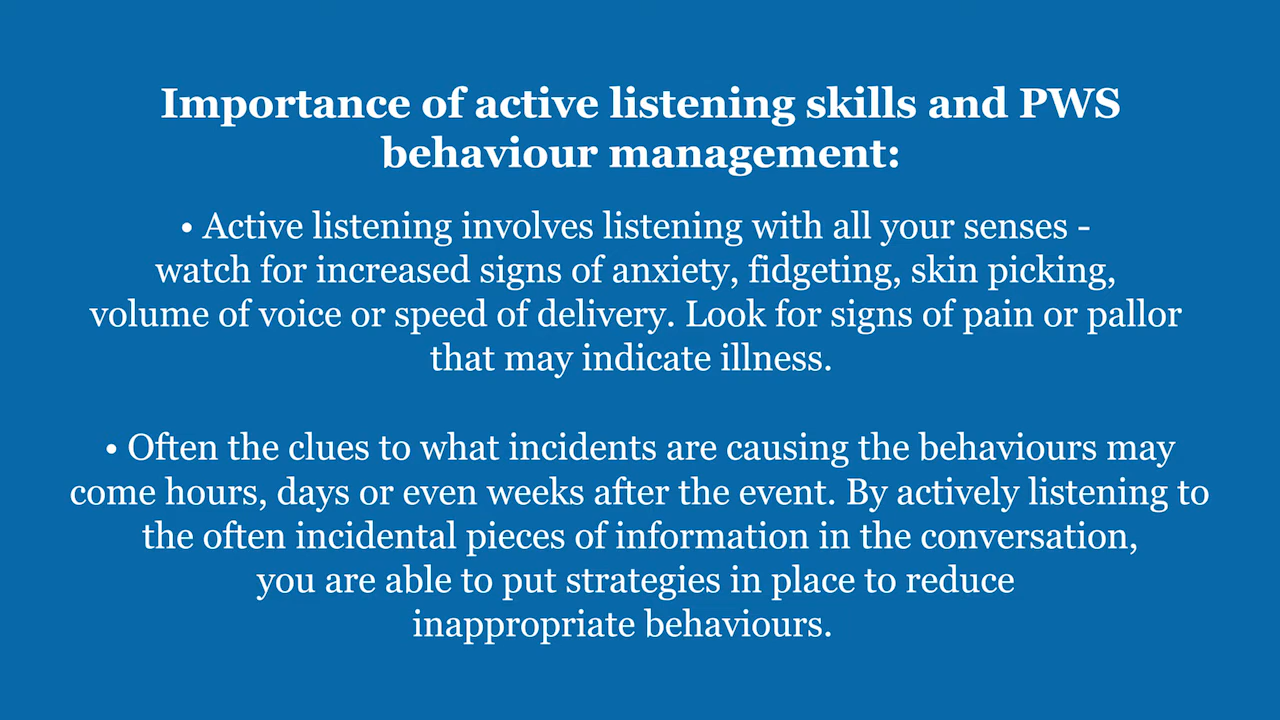 Importance of active listening skills and PWS
behaviour management:
• Active listening involves listening with all your senses -
watch for increased signs of anxiety, fidgeting, skin picking,
volume of voice or speed of delivery. Look for signs of pain or pallor
that may indicate illness.
• Often the clues to what incidents are causing the behaviours may
come hours, days or even weeks after the event. By actively listening to
the often incidental pieces of information in the conversation,
you are able to put strategies in place to reduce
inappropriate behaviours.